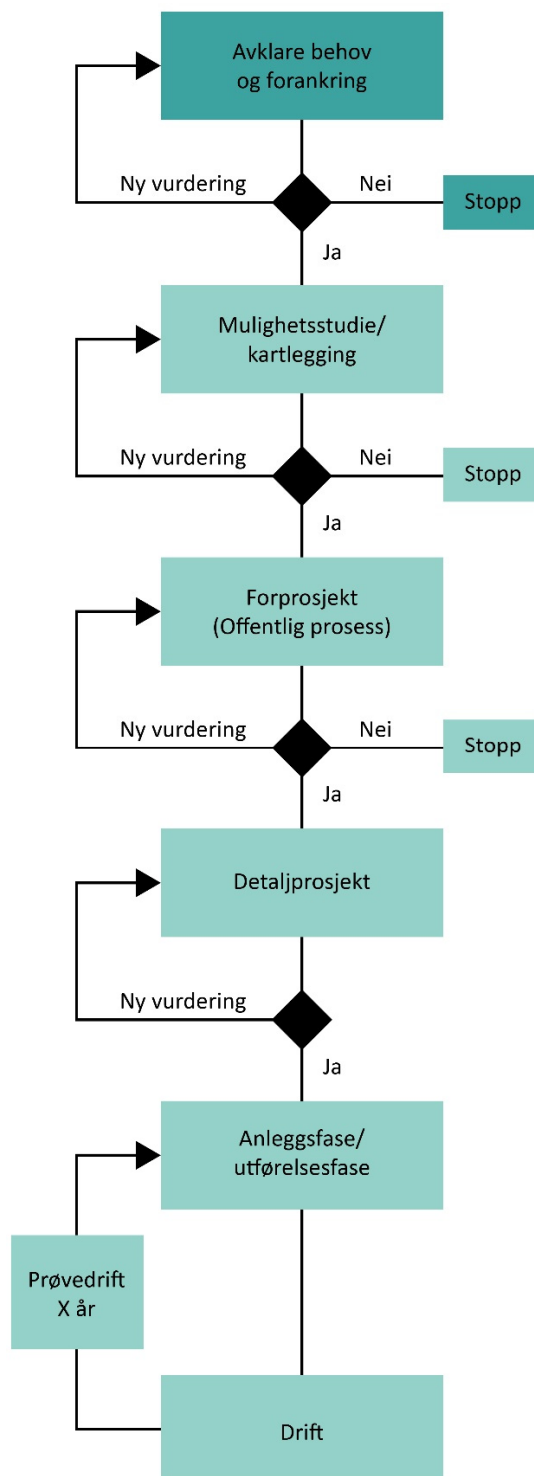 Avklare behov
og forankring
Ny vurdering
Nei
Stopp
Ja
Mulighetsstudie/
kartlegging
Ny vurdering
Nei
Stopp
Ja
Forprosjekt
(Offentlig prosess)
Ny vurdering
Nei
Stopp
Ja
Detaljprosjekt
Ny vurdering
Ja
Anleggsfase/
utførelsesfase
Prøvedrift
X år
Drift